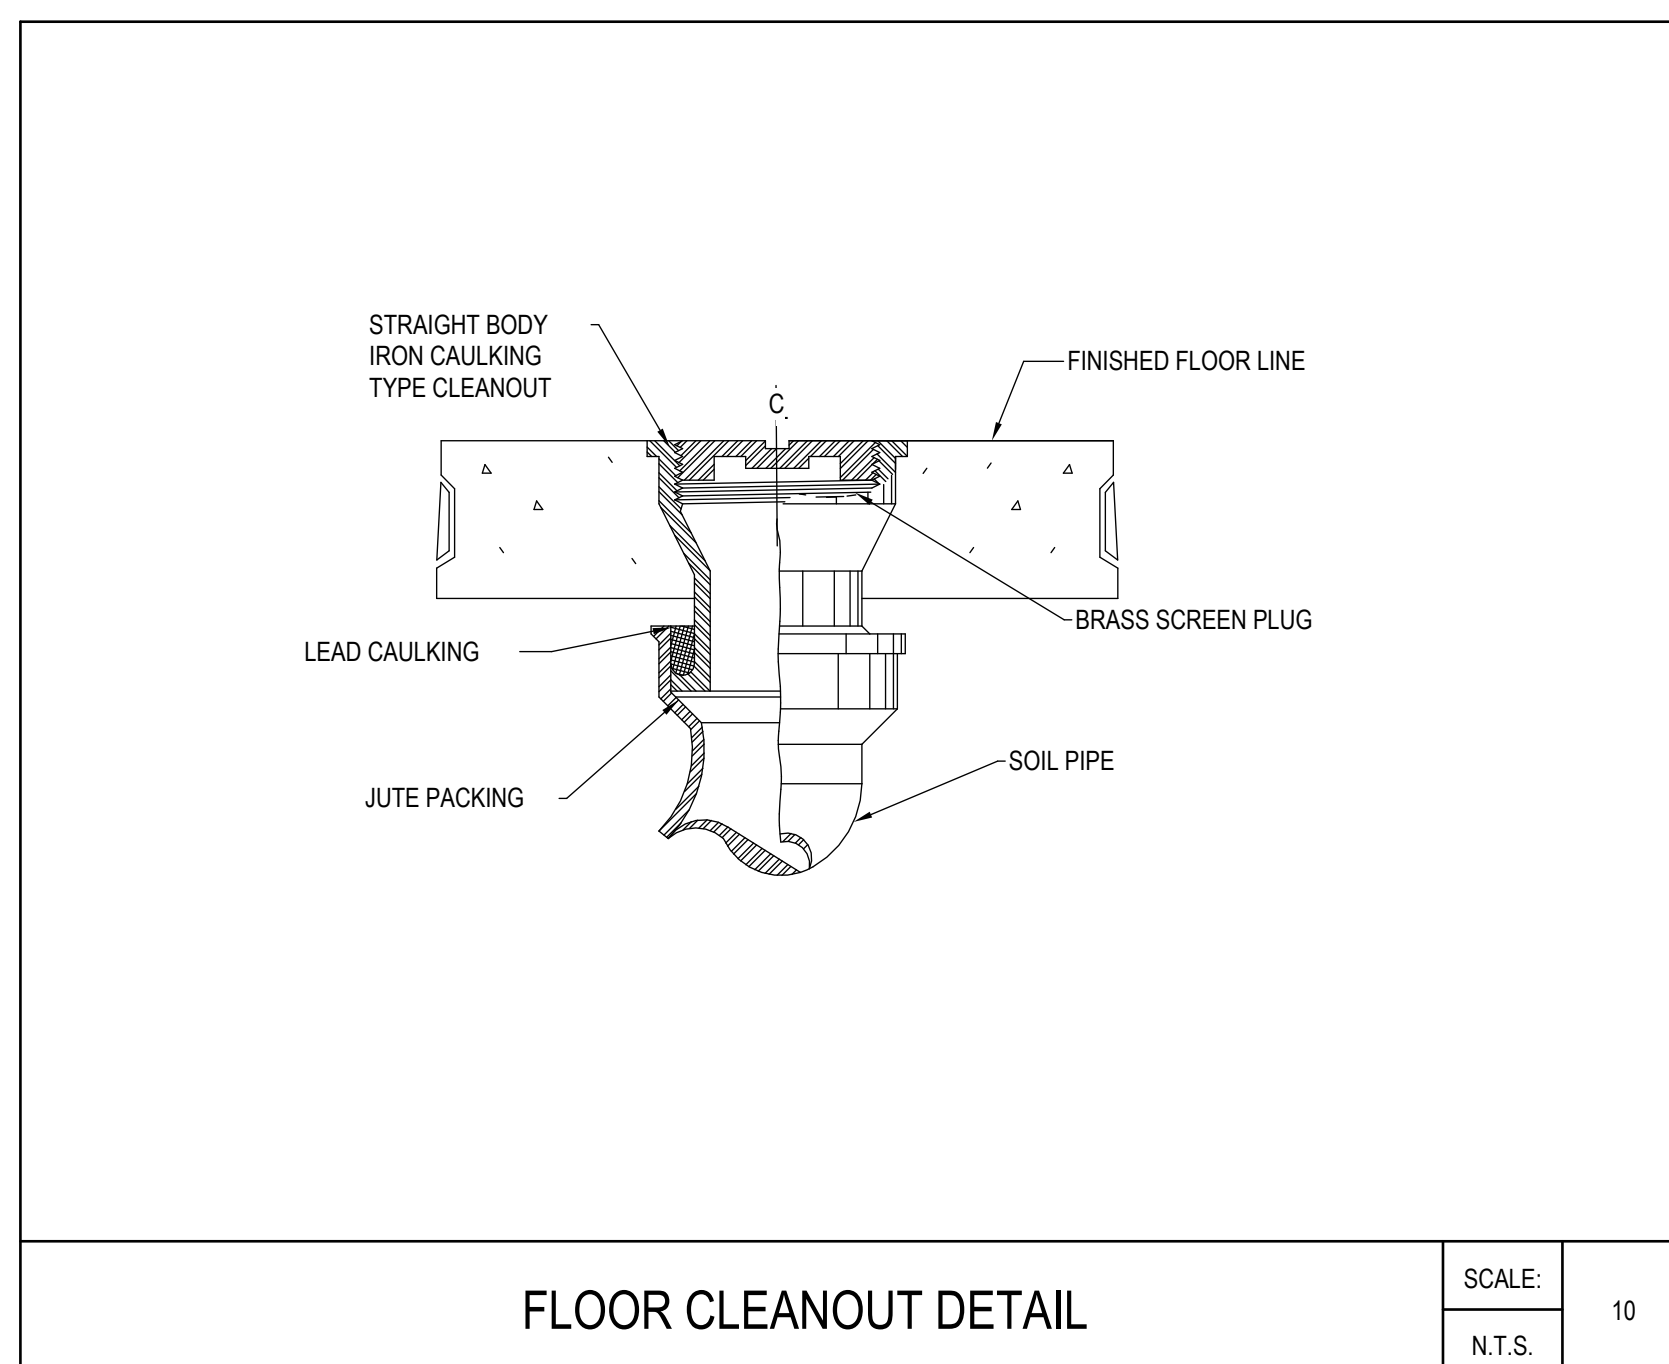 STRAIGHT BODY
IRON CAULKING
TYPE CLEANOUT
C
FINISHED FLOOR LINE
BRASS SCREEN PLUG
LEAD CAULKING
SOIL PIPE
JUTE PACKING
FLOOR CLEANOUT DETAIL
SCALE:
N.T.S.
10